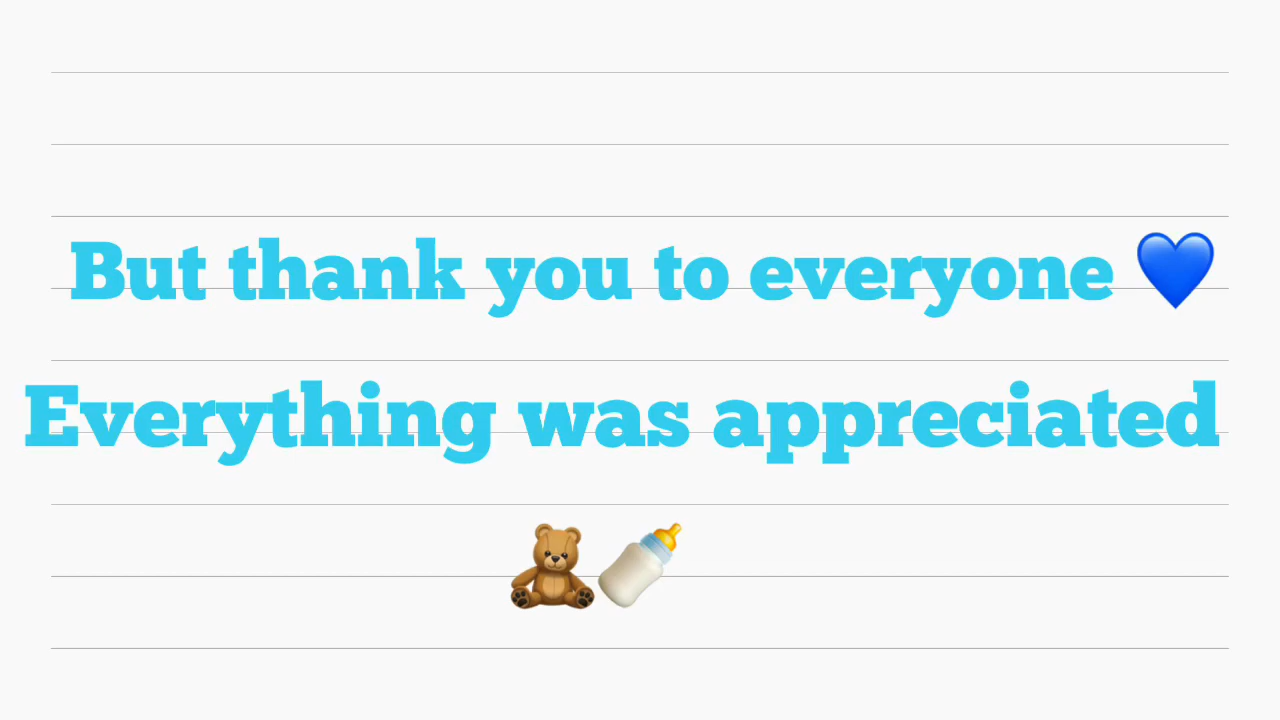 But thank you to everyone 💙
Everything was appreciated
🧸🍼